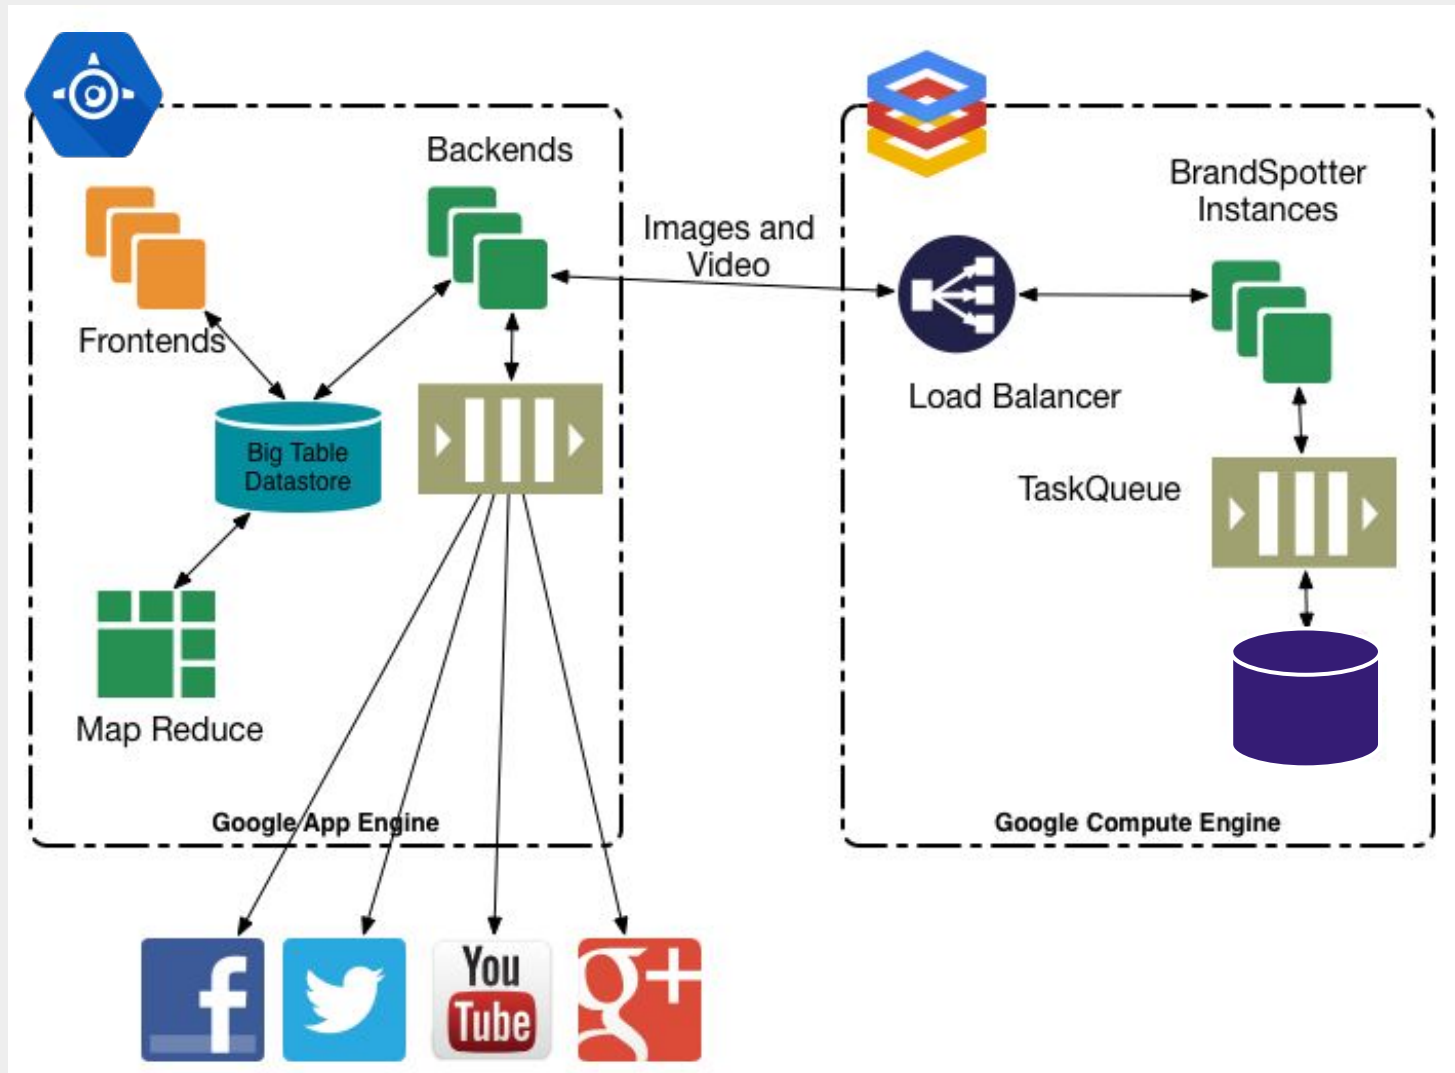 Backends
Frontends
Big Table
Datastore
Map Reduce
Google App Engine
Images and
Video
BrandSpotter
Instances
Load Balancer
TaskQueue
Google Compute Engine
f
You
Tube
g+